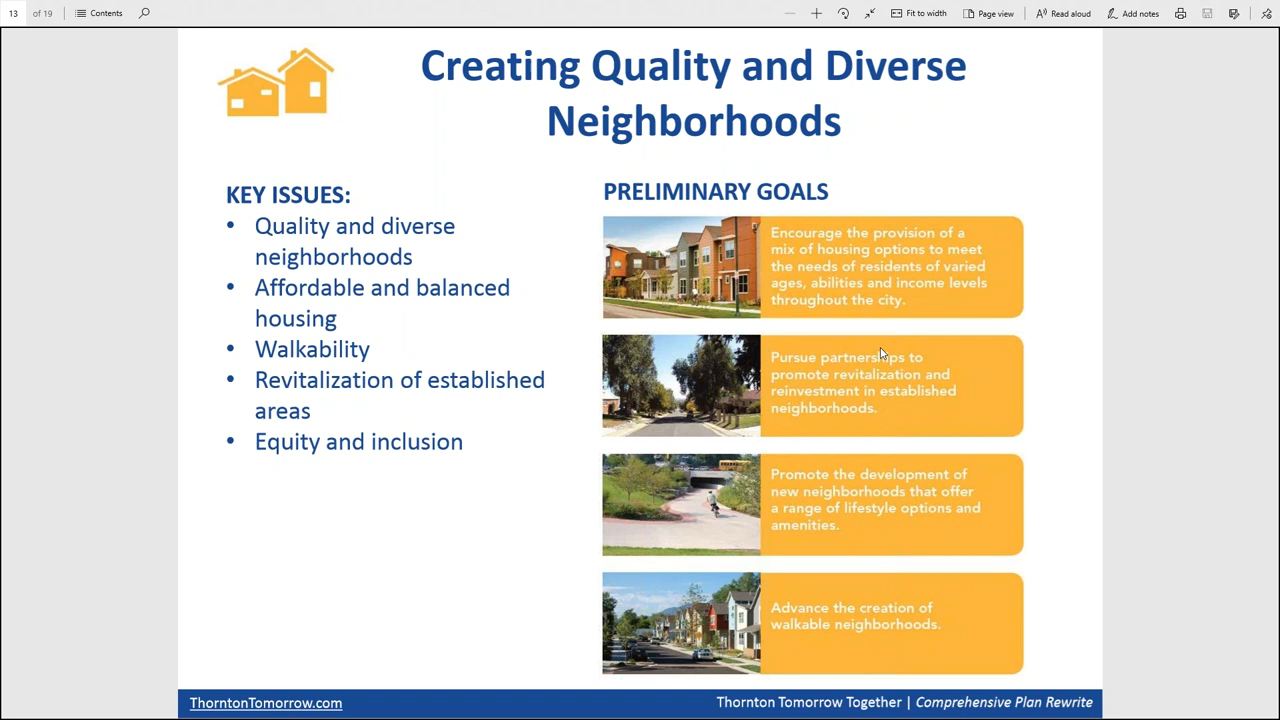 13 of 19 Contents Fit to width Page view Read aloud Add notes
Creating Quality and Diverse
Neighborhoods
KEY ISSUES:
• Quality and diverse
neighborhoods
• Affordable and balanced
housing
• Walkability
• Revitalization of established
areas
• Equity and inclusion
PRELIMINARY GOALS
Encourage the provision of a
mix of housing options to meet
the needs of residents of varied
ages, abilities and income levels
throughout the city.
Pursue partnerships to
promote revitalization and
reinvestment in established
neighborhoods.
Promote the development of
new neighborhoods that offer
a range of lifestyle options and
amenities.
Advance the creation of
walkable neighborhoods.
ThorntonTomorrow.com
Thornton Tomorrow Together | Comprehensive Plan Rewrite